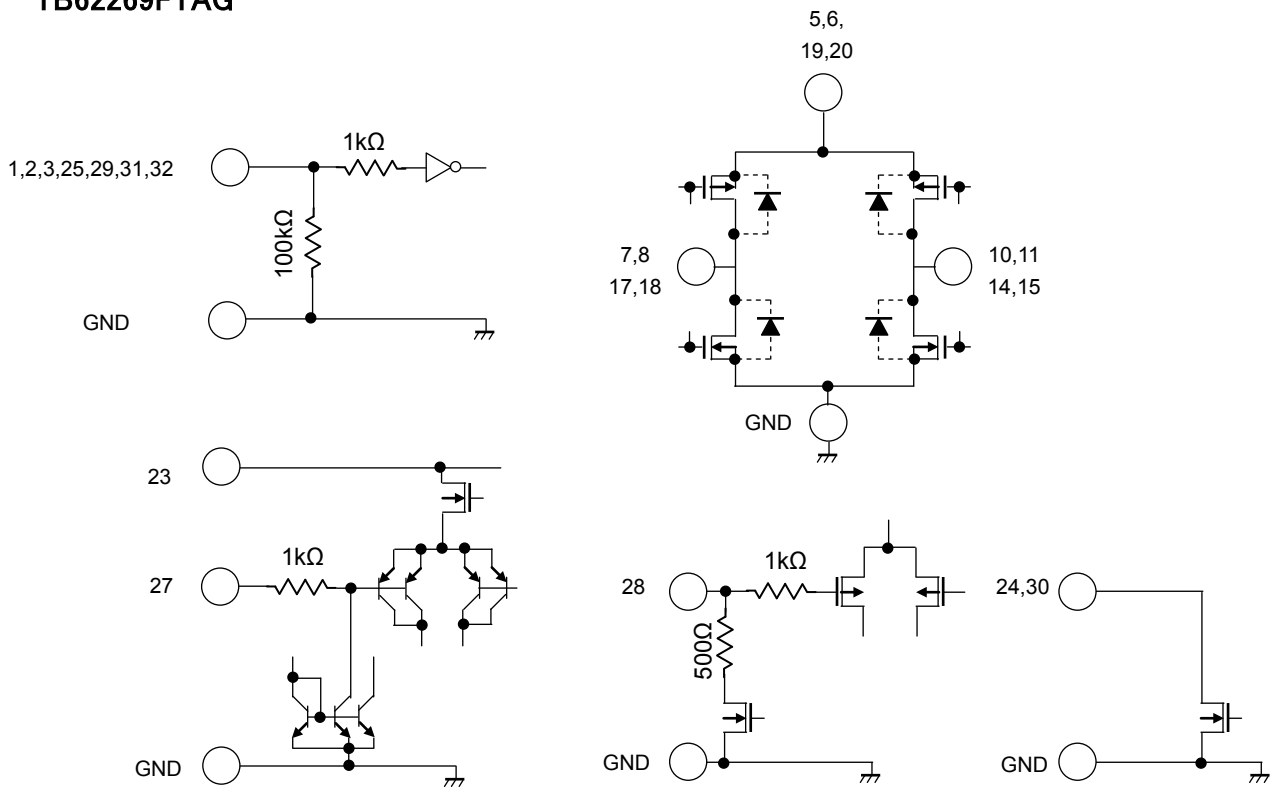 TB62269FTAG
5,6,
19,20
1kΩ
1,2,3,25,29,31,32
100kΩ
GND
7,8
17,18
10,11
14,15
GND
23
1kΩ
27
GND
28
1kΩ
500Ω
GND
24,30
GND